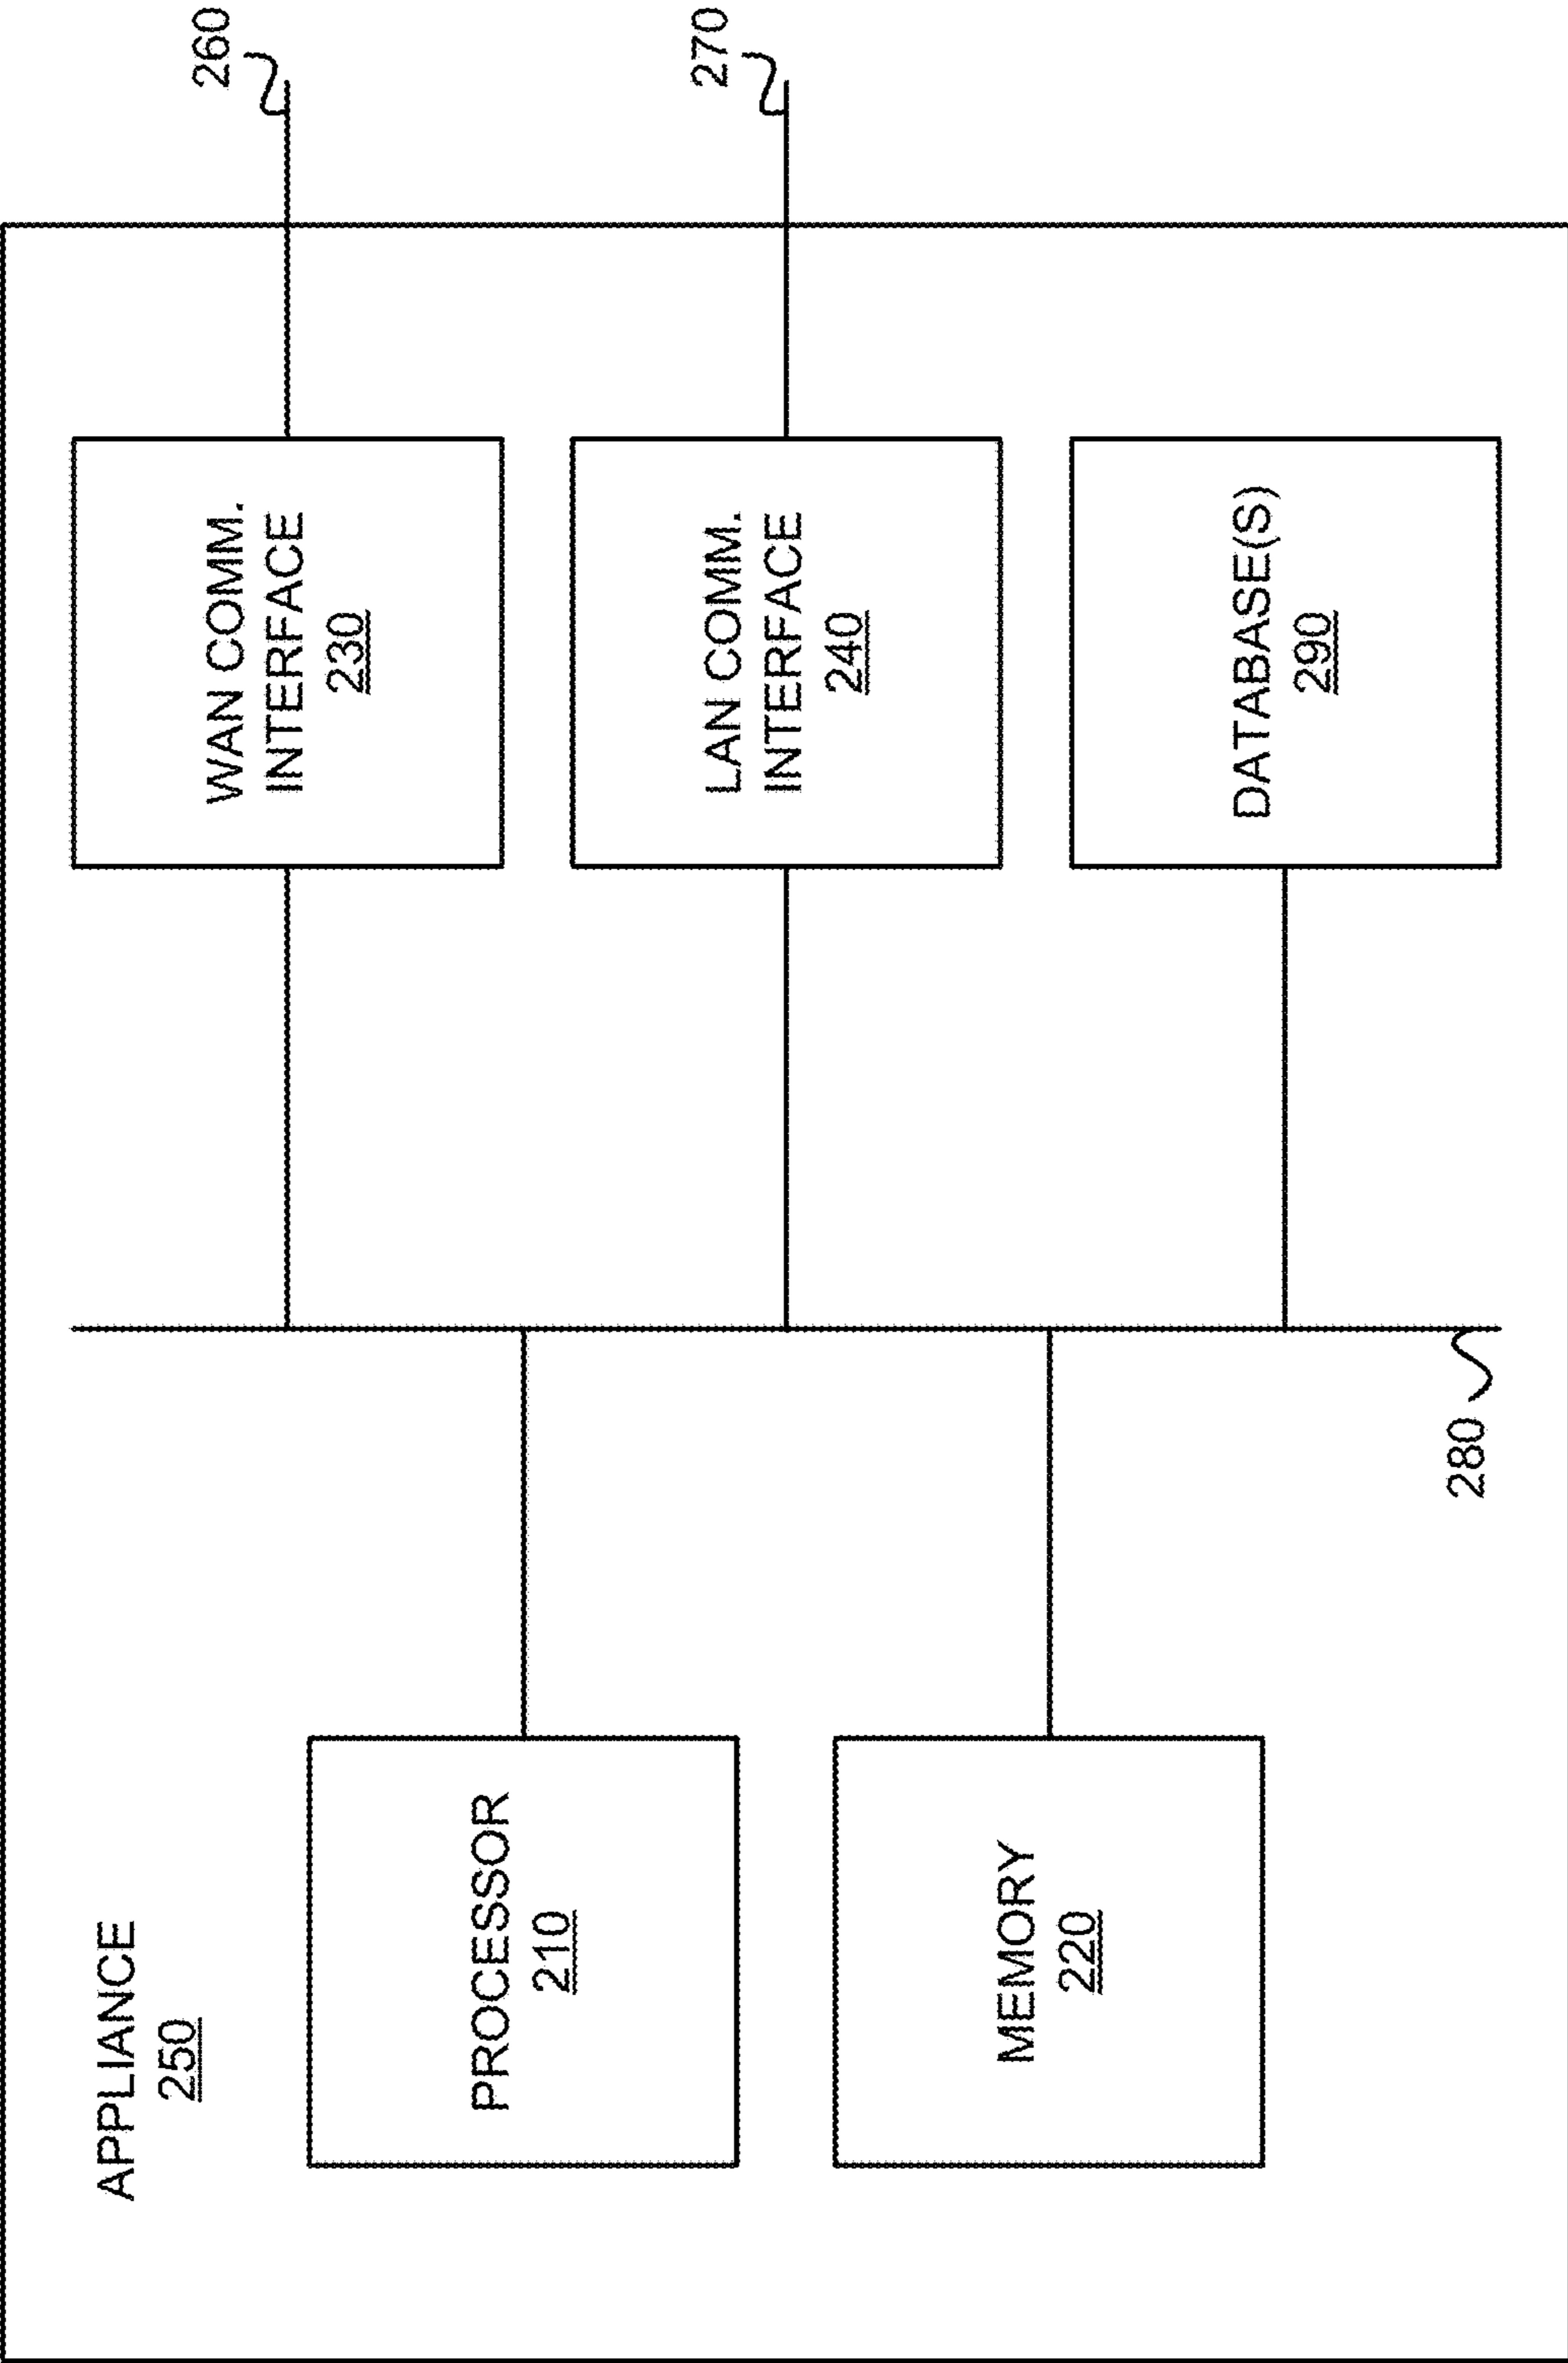 APPLIANCE
250
PROCESSOR
210
MEMORY
220
280
WAN COMM.
INTERFACE
230
LAN COMM.
INTERFACE
240
DATABASE(S)
290
260
270